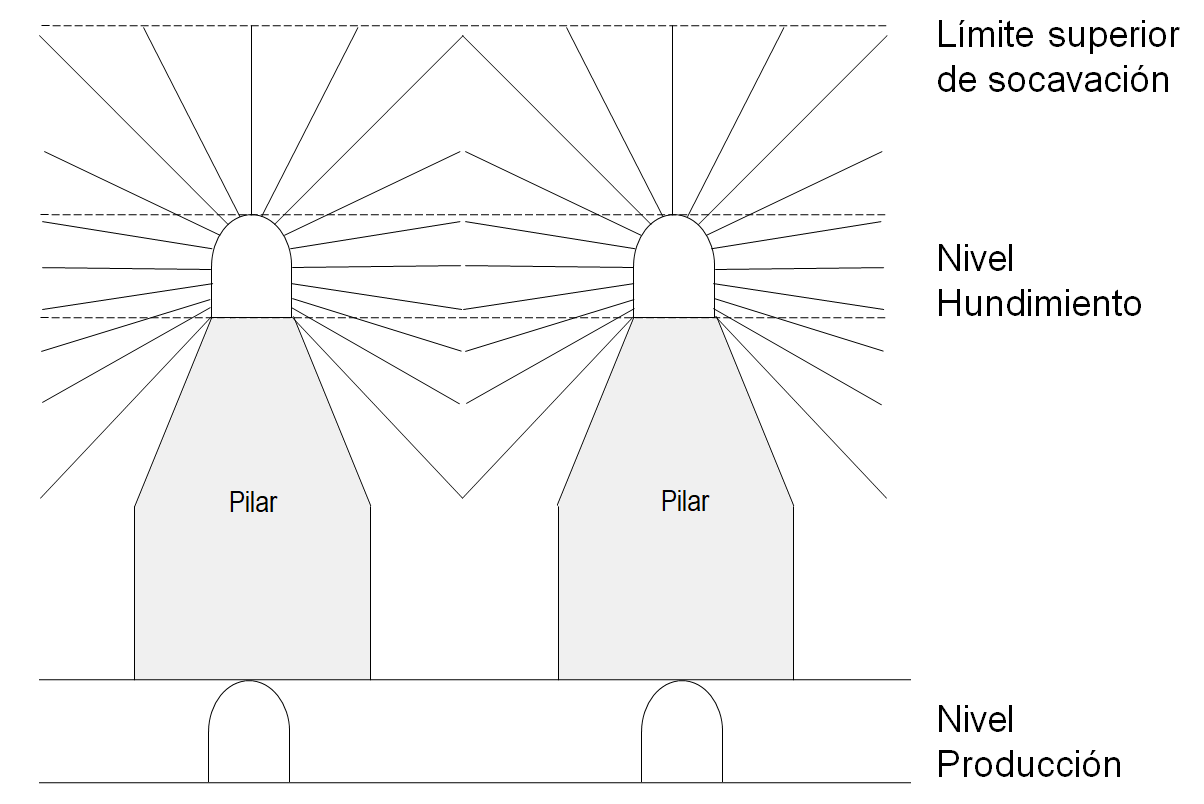 Límite superior
de socavación
Nivel
Hundimiento
Pilar
Pilar
Nivel
Producción